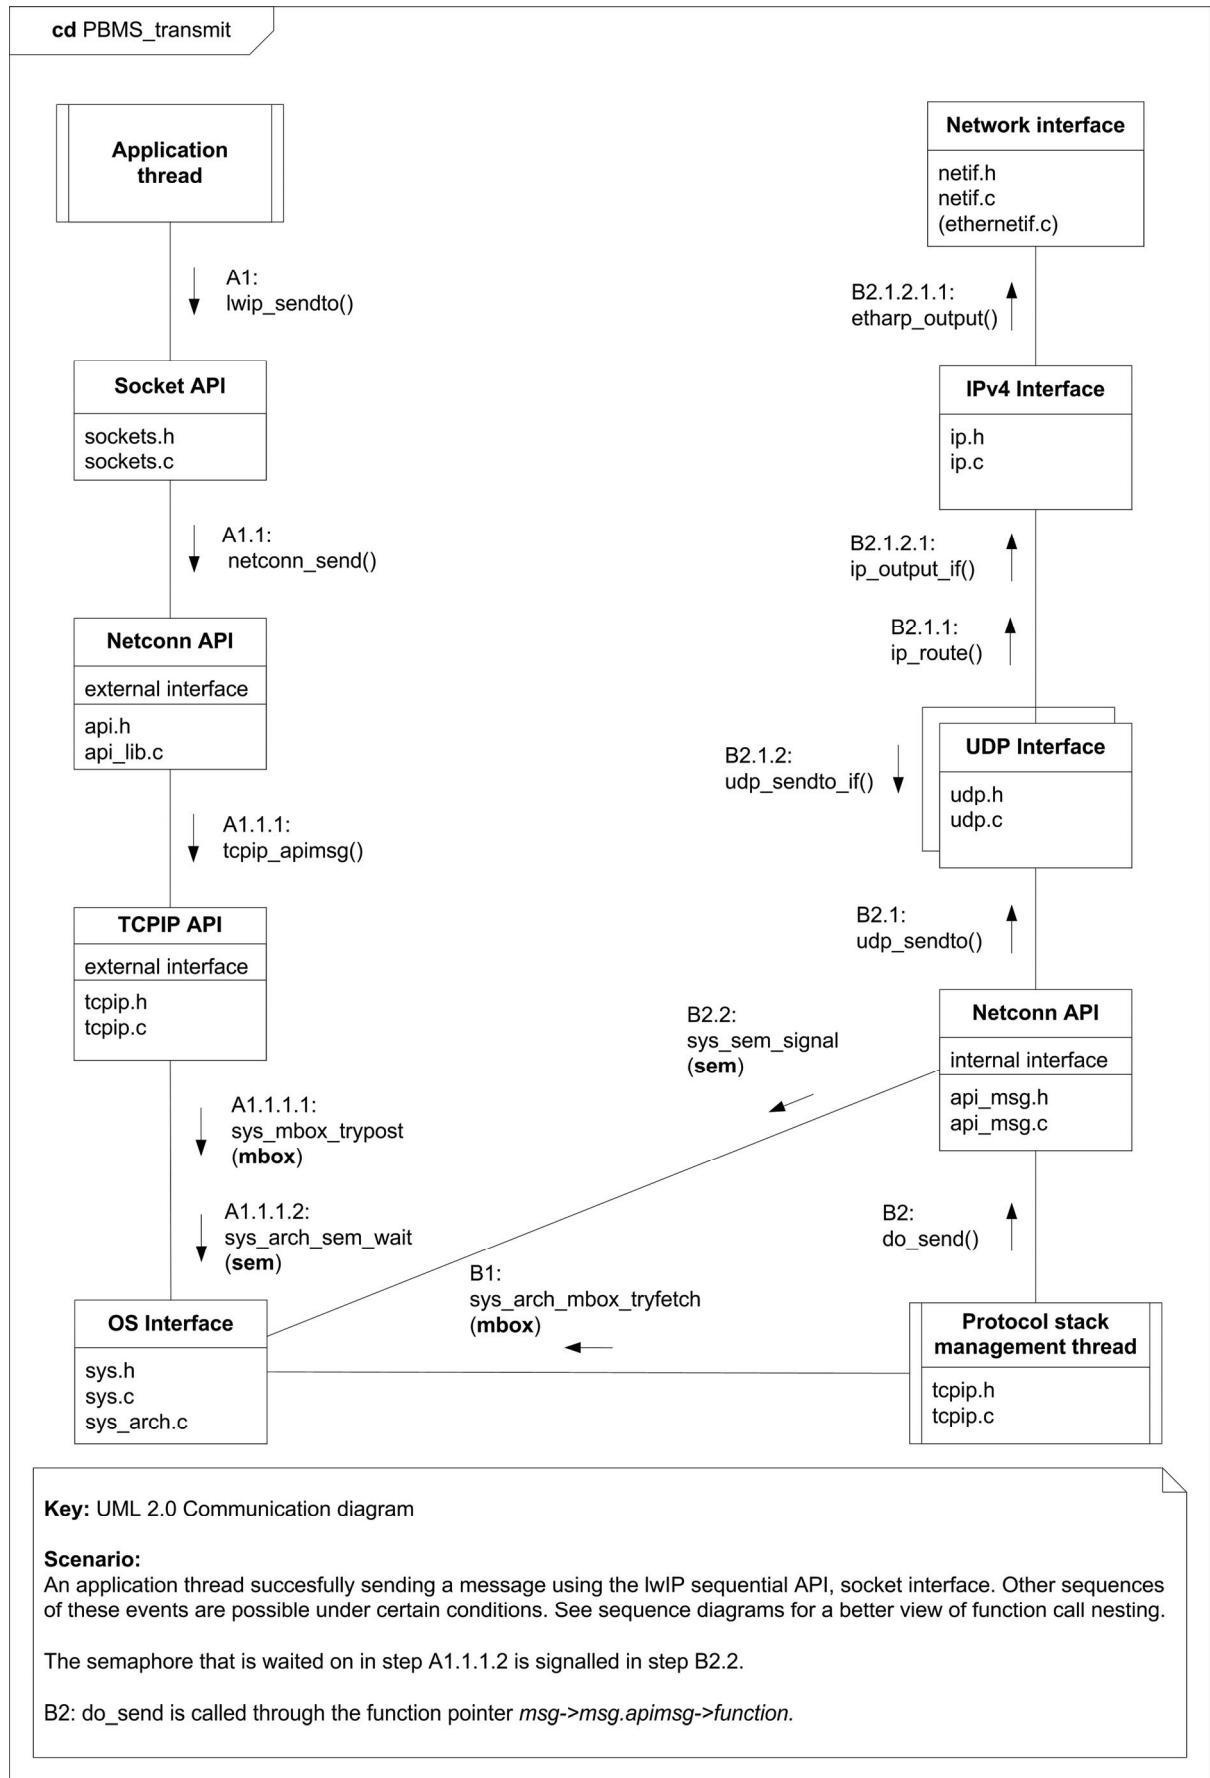 cd PBMS_transmit
Application
thread
A1:
lwip_sendto()
Socket API
sockets.h
sockets.c
A1.1:
netconn_send()
Netconn API
external interface
api.h
api_lib.c
A1.1.1:
tcpip_apimsg()
TCPIP API
external interface
tcpip.h
tcpip.c
A1.1.1.1:
sys_mbox_trypost
(mbox)
A1.1.1.2:
sys_arch_sem_wait
(sem)
OS Interface
sys.h
sys.c
sys_arch.c
Network interface
netif.h
netif.c
(ethernetif.c)
B2.1.2.1.1:
etharp_output()
IPv4 Interface
ip.h
ip.c
B2.1.2.1:
ip_output_if()
B2.1.1:
ip_route()
UDP Interface
udp.h
udp.c
B2.1.2:
udp_sendto_if()
B2.1:
udp_sendto()
Netconn API
internal interface
api_msg.h
api_msg.c
B2.2:
sys_sem_signal
(sem)
B2:
do_send()
B1:
sys_arch_mbox_tryfetch
(mbox)
Protocol stack
management thread
tcpip.h
tcpip.c
Key: UML 2.0 Communication diagram
Scenario:
An application thread succesfully sending a message using the lwIP sequential API, socket interface. Other sequences
of these events are possible under certain conditions. See sequence diagrams for a better view of function call nesting.
The semaphore that is waited on in step A1.1.1.2 is signalled in step B2.2.
B2: do_send is called through the function pointer msg->msg.apimsg->function.